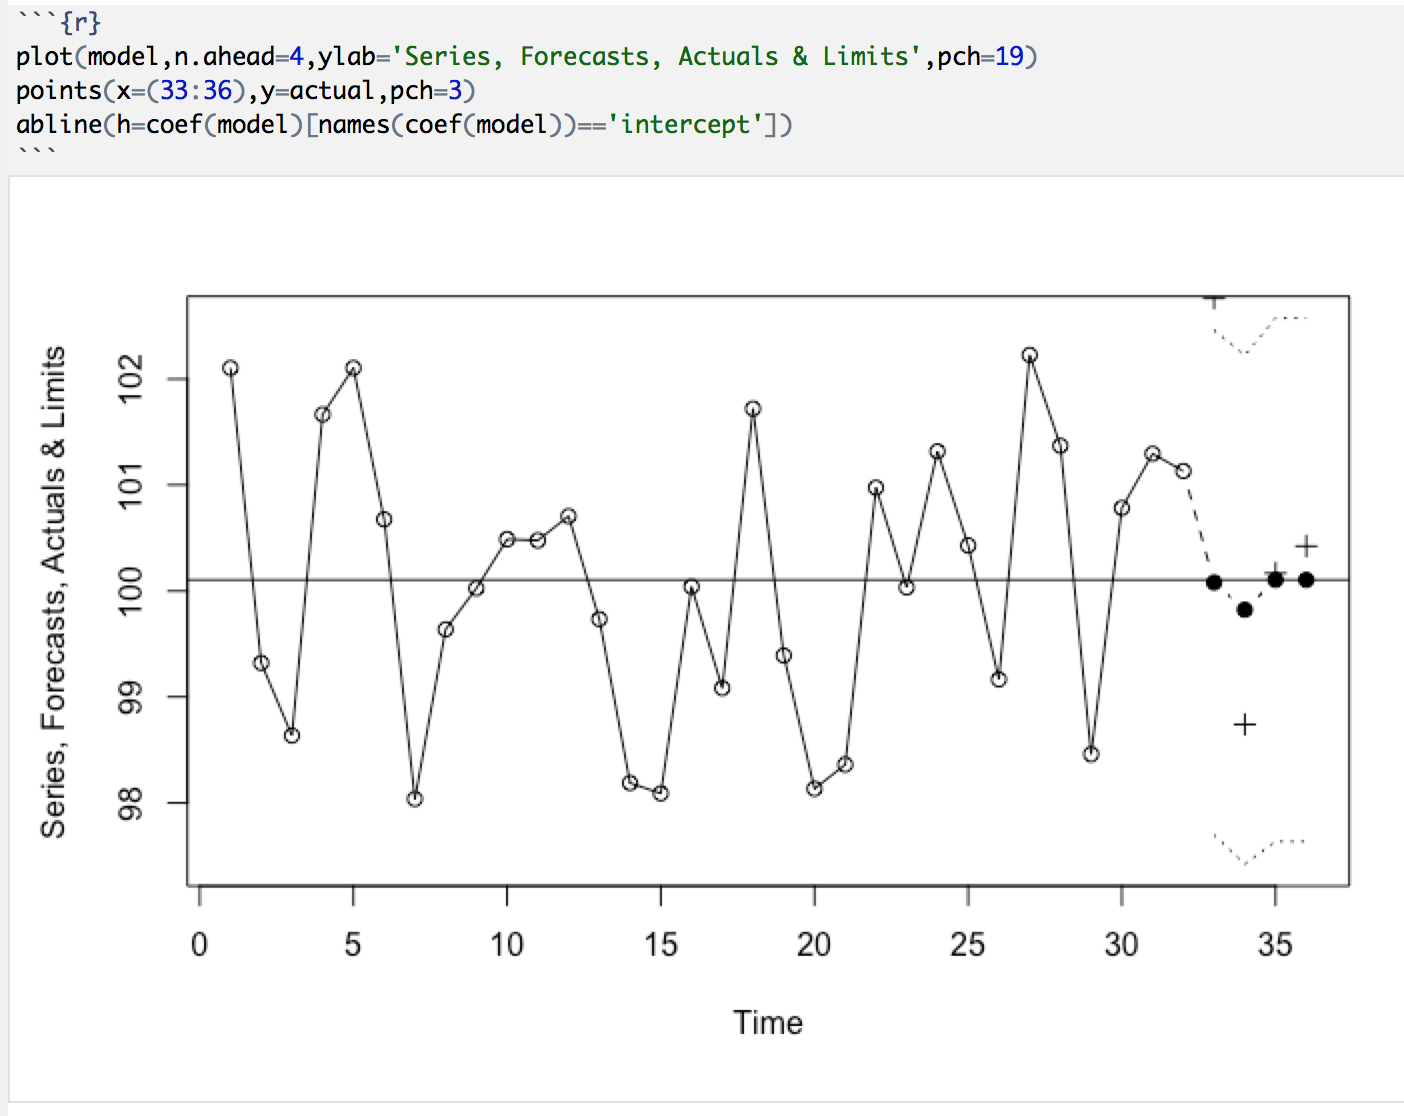 ```{r}
plot(model,n.ahead=4,ylab='Series, Forecasts, Actuals & Limits',pch=19)
points(x=(33:36),y=actual,pch=3)
abline(h=coef(model)[names(coef(model))=='intercept'])
```
Series, Forecasts, Actuals & Limits
102
101
100
99
98
0 5 10 15 20 25 30 35
Time